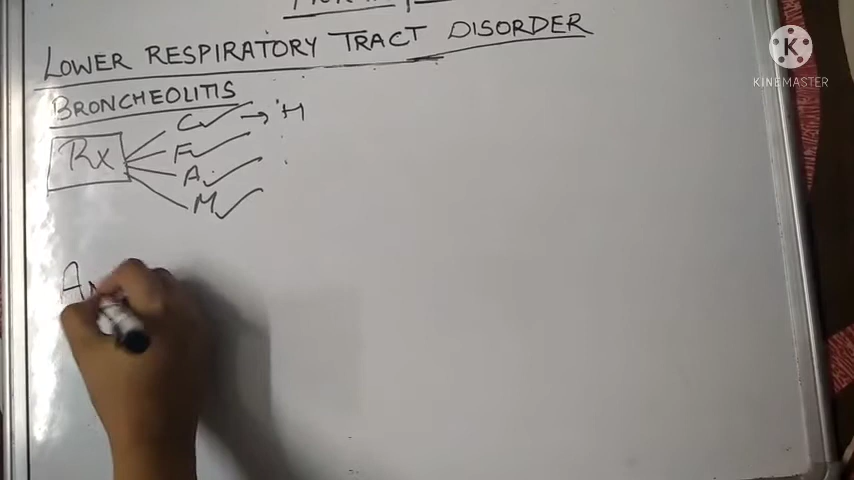 LOWER RESPIRATORY TRACT DISORDER
BRONCHEOLITIS
Rx
C → H
F
A
M
A
K
KINEMASTER